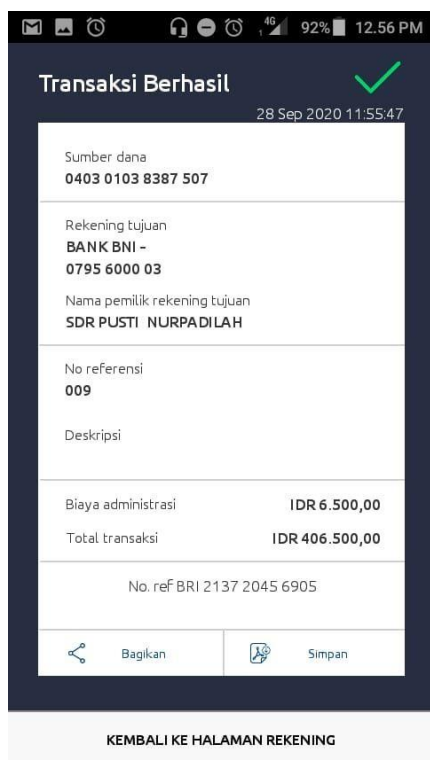 1 4G 92% 12.56 PM
Transaksi Berhasil
28 Sep 2020 11:55:47
Sumber dana
0403 0103 8387 507
Rekening tujuan
BANK BNI -
0795 6000 03
Nama pemilik rekening tujuan
SDR PUSTI NURPADILAH
No referensi
009
Deskripsi
Biaya administrasi IDR 6.500,00
Total transaksi IDR 406.500,00
No. ref BRI 2137 2045 6905
Bagikan Simpan
KEMBALI KE HALAMAN REKENING